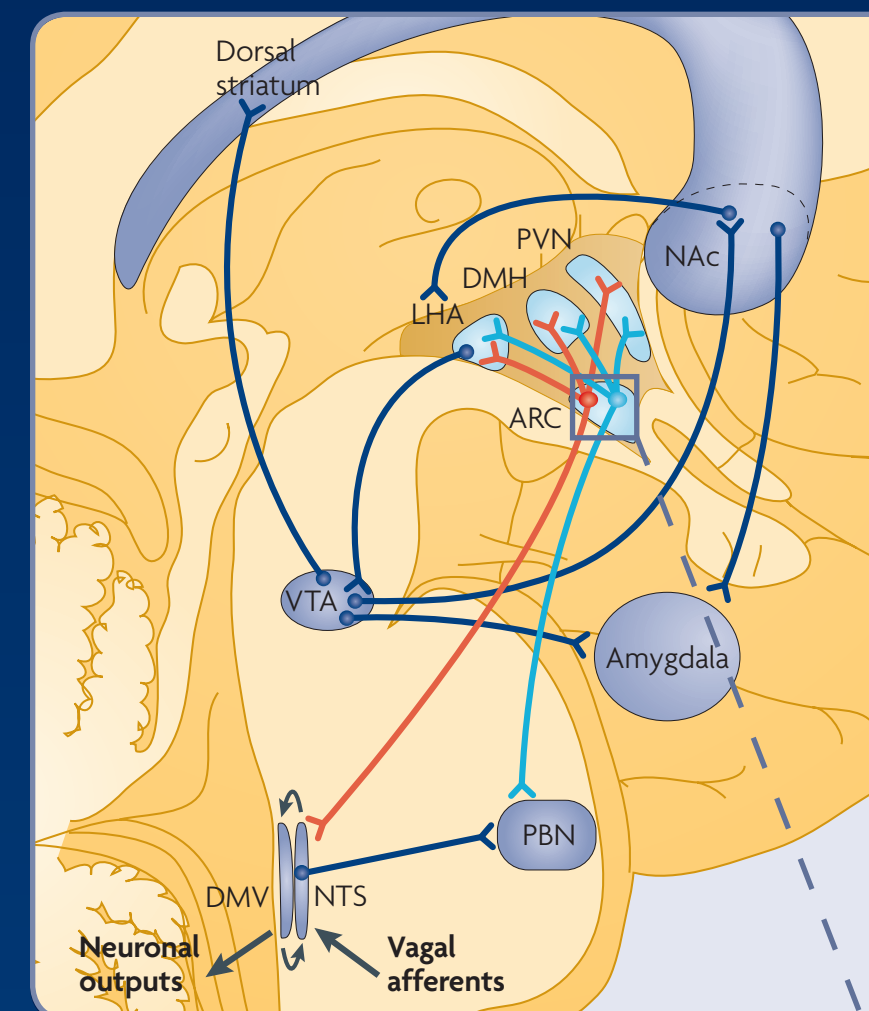 Dorsal
striatum
PVN
NAc
DMH
LHA
ARC
VTA
Amygdala
PBN
DMV
NTS
Neuronal
outputs
Vagal
afferents